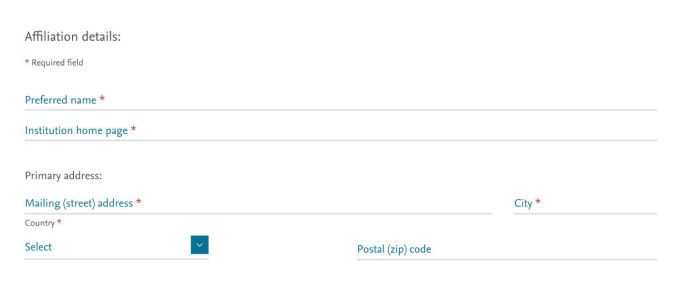 Affiliation details:
* Required field
Preferred name *
Institution home page *
Primary address:
Mailing (street) address *
City *
Country *
Select
Postal (zip) code